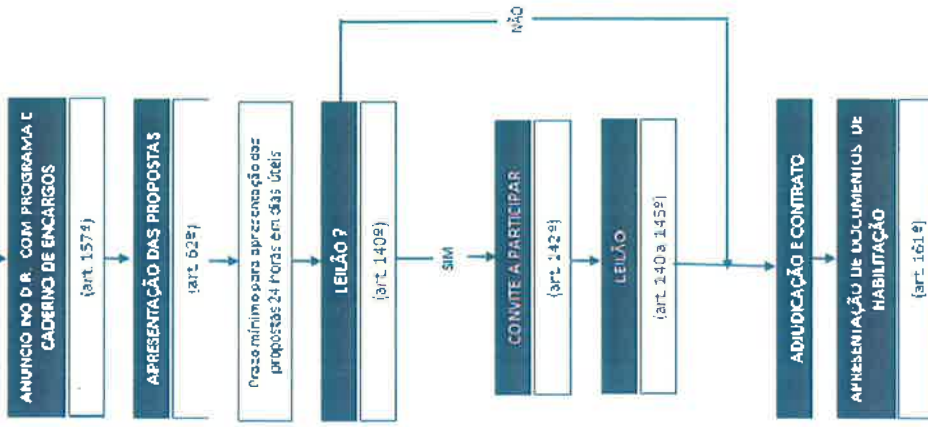 ANUNCIO NO D.R. COM PROGRAMA E
CADERNO DE ENCARGOS
(art. 157º)
APRESENTAÇÃO DAS PROPOSTAS
(art. 62º)
Prazo mínimo para apresentação das
propostas 24 horas em dias úteis
LEILÃO ?
(art. 140º)
NÃO
SIM
CONVITE A PARTICIPAR
(art. 142º)
LEILÃO
(art. 140 a 145º)
ADJUDICAÇÃO E CONTRATO
APRESENTAÇÃO DE DOCUMENTOS DE
HABILITAÇÃO
(art. 161º)